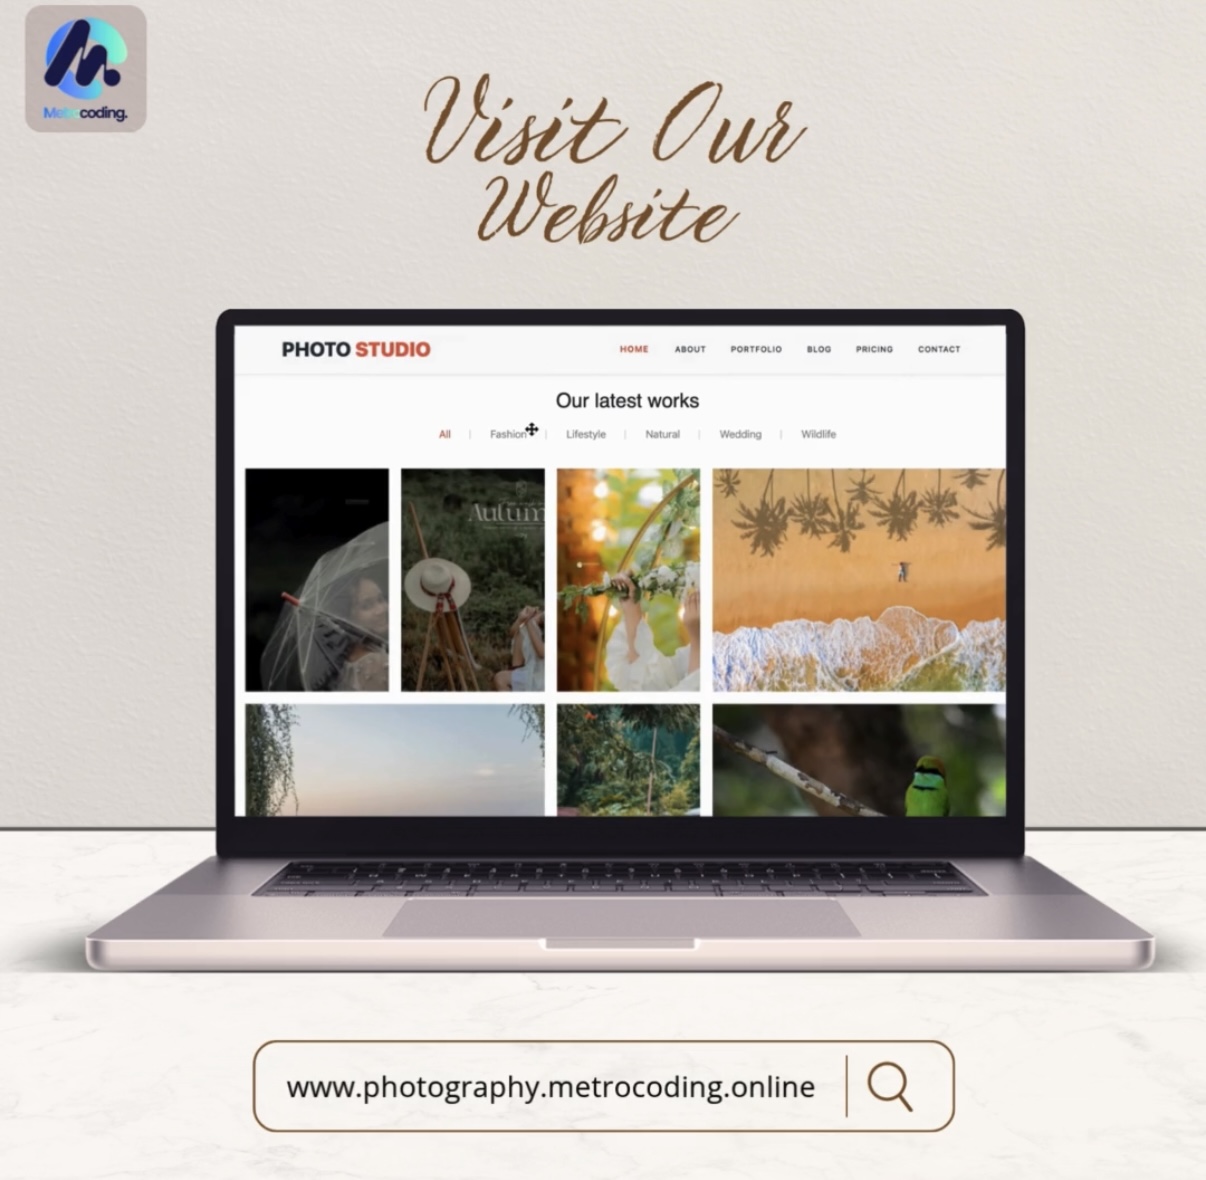 Metrocoding.
Visit Our
Website
PHOTO STUDIO
HOME ABOUT PORTFOLIO BLOG PRICING CONTACT
Our latest works
All | Fashion | Lifestyle | Natural | Wedding | Wildlife
Autum
www.photography.metrocoding.online